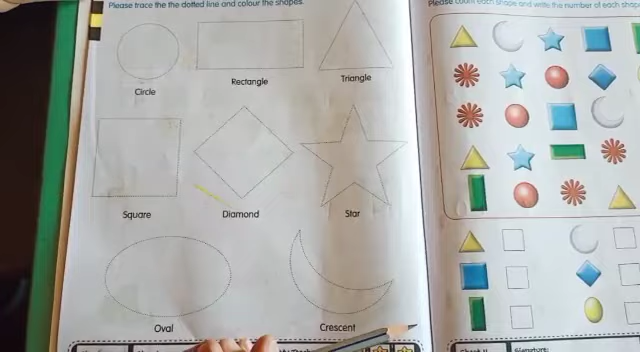 Please trace the the dotted line and colour the shapes.
Circle
Rectangle
Triangle
Square
Diamond
Star
Oval
Crescent
Please count each shape and write the number of each shape